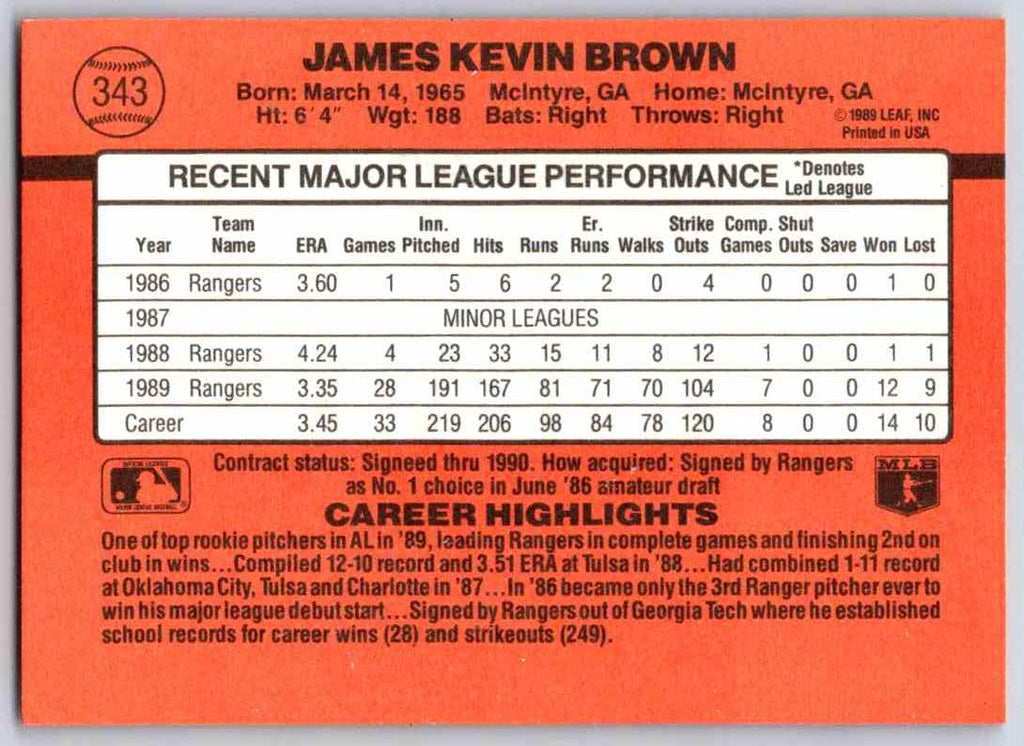 343
JAMES KEVIN BROWN
Born: March 14, 1965 McIntyre, GA Home: McIntyre, GA
Ht: 6'4" Wgt: 188 Bats: Right Throws: Right
©1989 LEAF, INC
Printed in USA
RECENT MAJOR LEAGUE PERFORMANCE
*Denotes
Led League
Team Inn. Er. Strike Comp. Shut
Year Name ERA Games Pitched Hits Runs Runs Walks Outs Games Outs Save Won Lost
1986 Rangers 3.60 1 5 6 2 2 0 4 0 0 0 1 0
1987 MINOR LEAGUES
1988 Rangers 4.24 4 23 33 15 11 8 12 1 0 0 1 1
1989 Rangers 3.35 28 191 167 81 71 70 104 7 0 0 12 9
Career 3.45 33 219 206 98 84 78 120 8 0 0 14 10
Contract status: Signeed thru 1990. How acquired: Signed by Rangers
as No. 1 choice in June '86 amateur draft
MLB
CAREER HIGHLIGHTS
One of top rookie pitchers in AL in '89, leading Rangers in complete games and finishing 2nd on
club in wins...Compiled 12-10 record and 3.51 ERA at Tulsa in '88...Had combined 1-11 record
at Oklahoma City, Tulsa and Charlotte in '87...In '86 became only the 3rd Ranger pitcher ever to
win his major league debut start...Signed by Rangers out of Georgia Tech where he established
school records for career wins (28) and strikeouts (249).